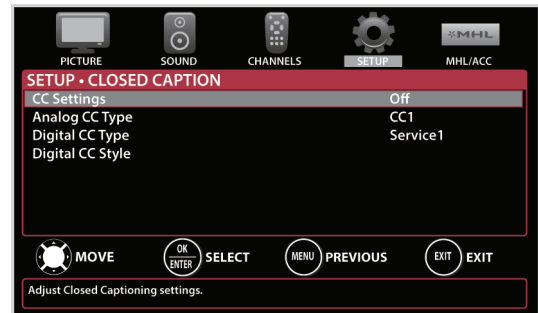 MHL
PICTURE SOUND CHANNELS SETUP MHL/ACC
SETUP • CLOSED CAPTION
CC Settings Off
Analog CC Type CC1
Digital CC Type Service1
Digital CC Style
MOVE OK ENTER SELECT MENU PREVIOUS EXIT EXIT
Adjust Closed Captioning settings.